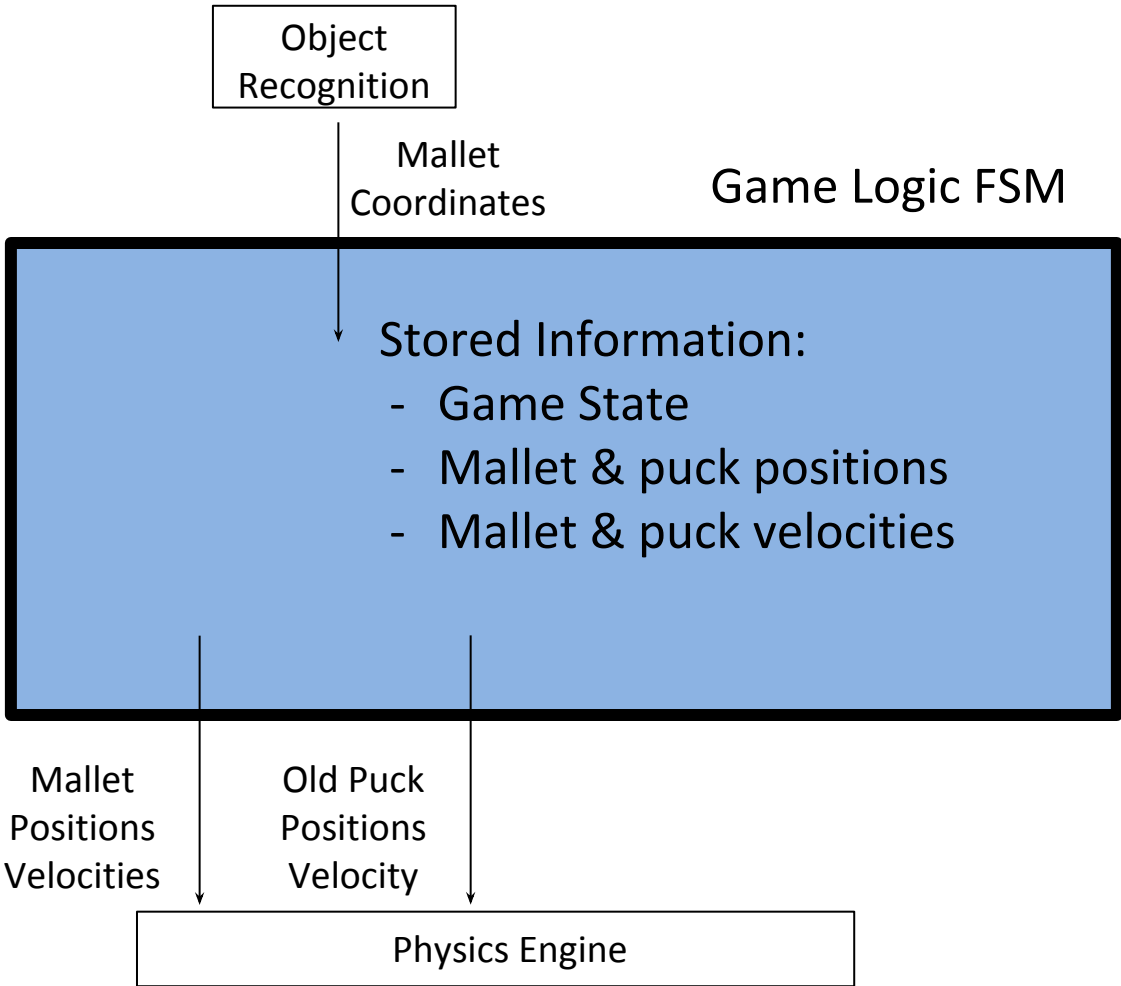 Object
Recognition
Mallet
Coordinates
Game Logic FSM
Stored Information:
- Game State
- Mallet & puck positions
- Mallet & puck velocities
Mallet
Positions
Velocities
Old Puck
Positions
Velocity
Physics Engine